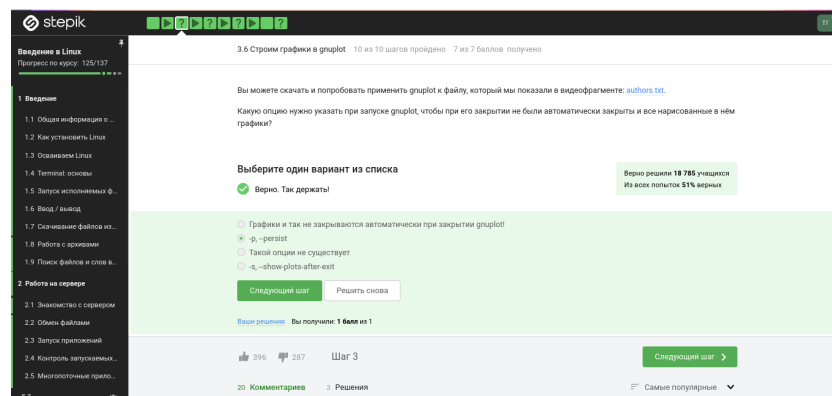 stepik
ТГ
Введение в Linux
Прогресс по курсу: 125/137
3.6 Строим графики в gnuplot 10 из 10 шагов пройдено 7 из 7 баллов получено
1 Введение
1.1 Общая информация о ...
1.2 Как установить Linux
1.3 Осваиваем Linux
1.4 Terminal: основы
1.5 Запуск исполняемых ф...
1.6 Ввод / вывод
1.7 Скачивание файлов из...
1.8 Работа с архивами
1.9 Поиск файлов и слов в...
2 Работа на сервере
2.1 Знакомство с сервером
2.2 Обмен файлами
2.3 Запуск приложений
2.4 Контроль запускаемых...
2.5 Многопоточные прило...
Вы можете скачать и попробовать применить gnuplot к файлу, который мы показали в видеофрагменте: authors.txt.
Какую опцию нужно указать при запуске gnuplot, чтобы при его закрытии не были автоматически закрыты и все нарисованные в нём
графики?
Выберите один вариант из списка
Верно. Так держать!
Верно решили 18 785 учащихся
Из всех попыток 51% верных
Графики и так не закрываются автоматически при закрытии gnuplot!
-p, --persist
Такой опции не существует
-s, --show-plots-after-exit
Следующий шаг
Решить снова
Ваши решения Вы получили: 1 балл из 1
396
287
Шаг 3
Следующий шаг
20 Комментариев
3 Решения
Самые популярные